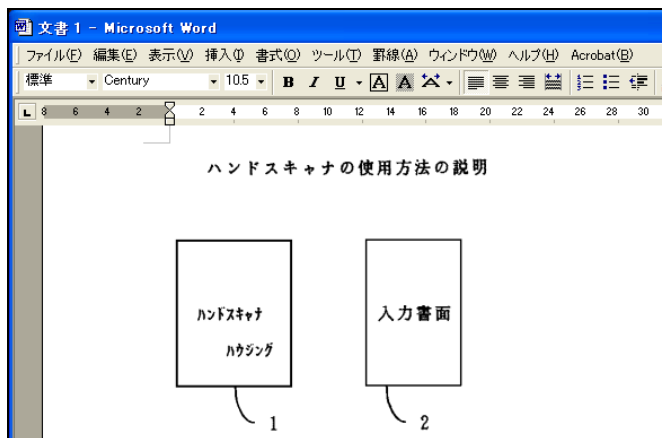 文書 1 - Microsoft Word
ファイル(F) 編集(E) 表示(V) 挿入(I) 書式(O) ツール(T) 罫線(A) ウィンドウ(W) ヘルプ(H) Acrobat(B)
標準 Century 10.5 B I U A A A
L 8 6 4 2 2 4 6 8 10 12 14 16 18 20 22 24 26 28 30
ハンドスキャナの使用方法の説明
ハンドスキャナ
ハウジング
入力書面
1 2